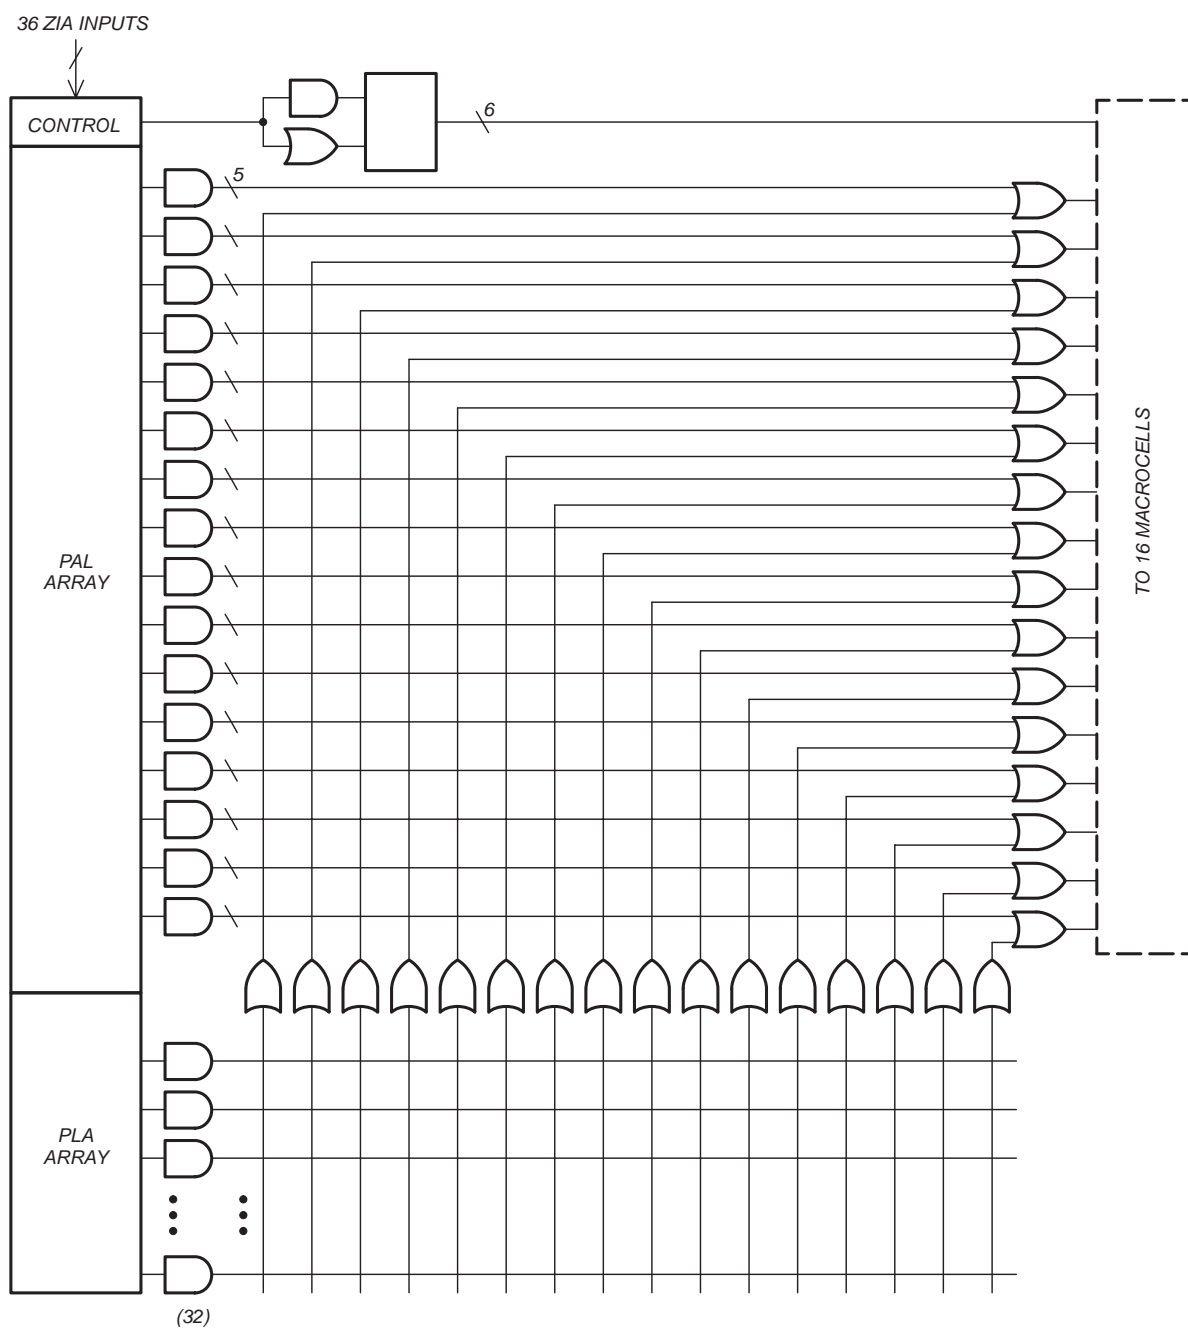 36 ZIA INPUTS
CONTROL
6
5
PAL
ARRAY
TO 16 MACROCELLS
PLA
ARRAY
(32)